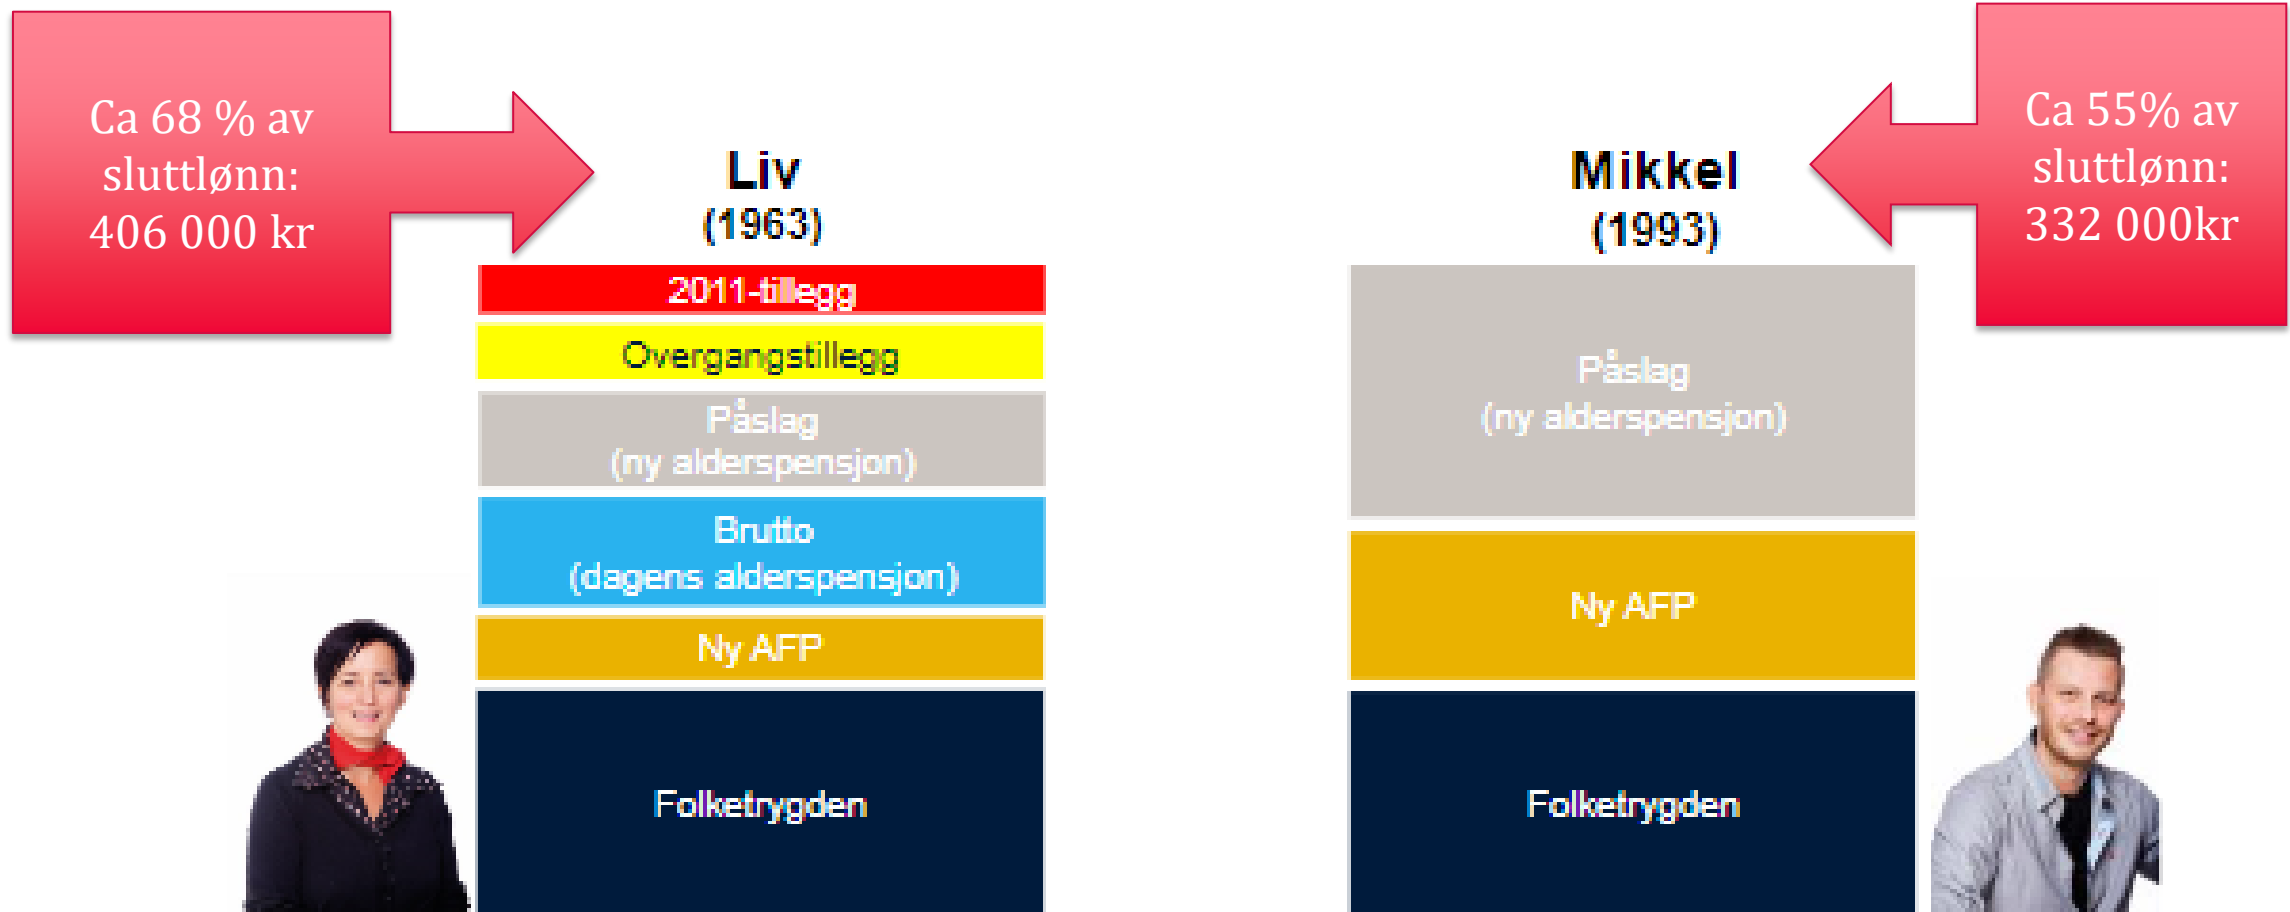 Ca 68 % av
sluttlønn:
406 000 kr
Liv
(1963)
2011-tillegg
Overgangstillegg
Påslag
(ny alderspensjon)
Brutto
(dagens alderspensjon)
Ny AFP
Folketrygden
Mikkel
(1993)
Påslag
(ny alderspensjon)
Ny AFP
Folketrygden
Ca 55% av
sluttlønn:
332 000kr